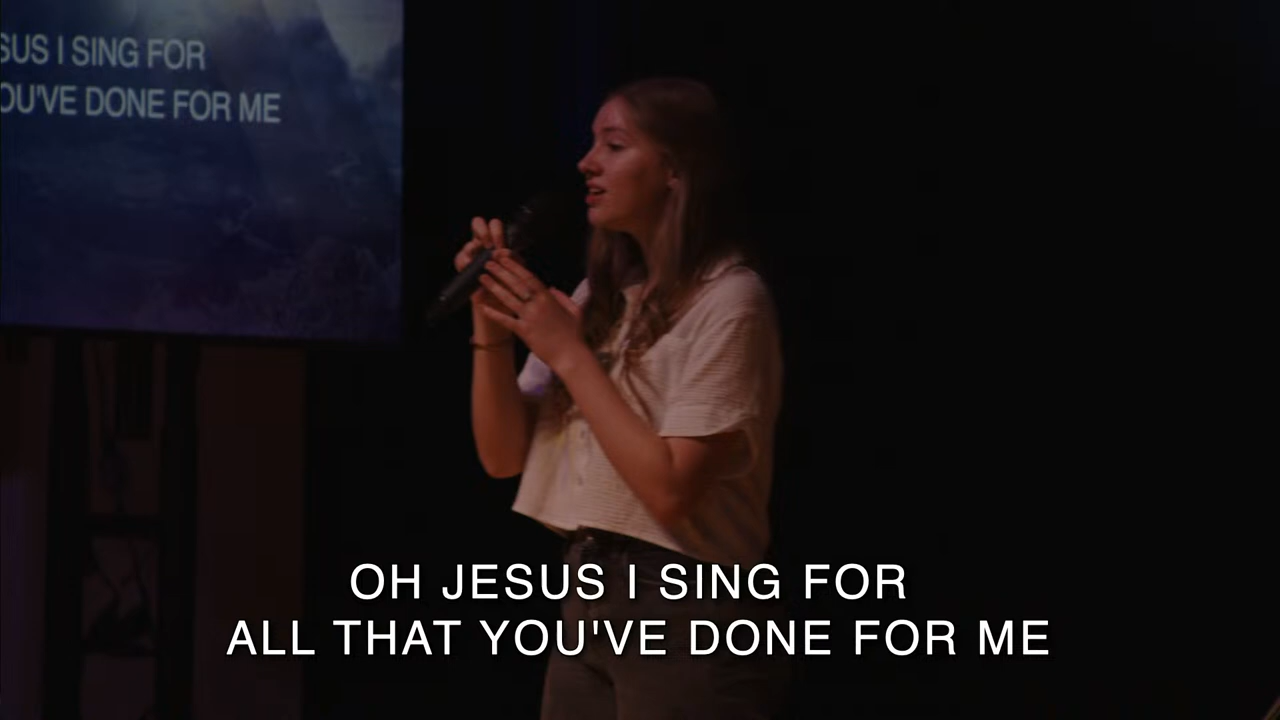 SUS I SING FOR
OU'VE DONE FOR ME
OH JESUS I SING FOR
ALL THAT YOU'VE DONE FOR ME